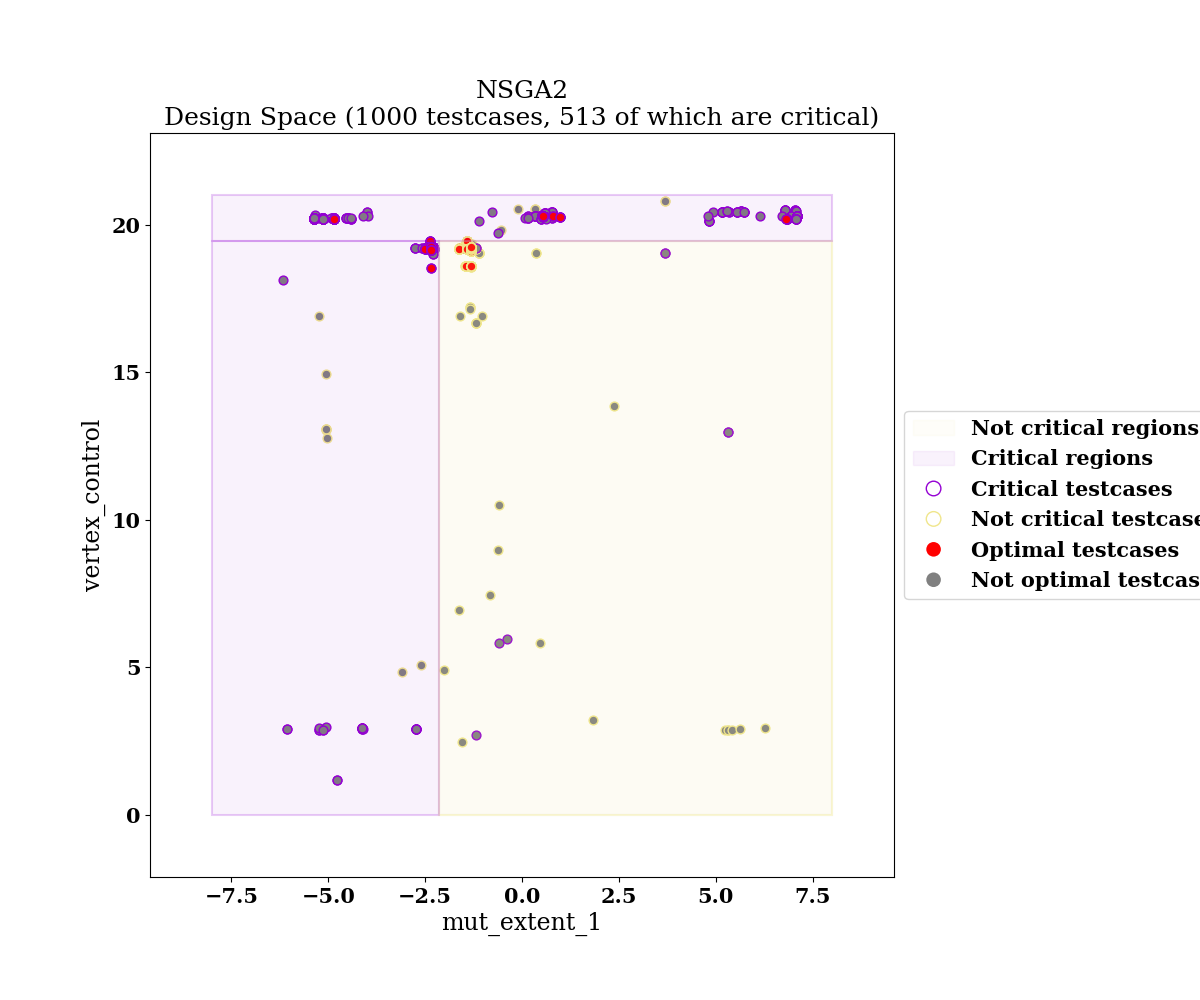 NSGA2
Design Space (1000 testcases, 513 of which are critical)
20
15
10
5
0
vertex_control
−7.5
−5.0
−2.5
0.0
2.5
5.0
7.5
mut_extent_1
Not critical regions
Critical regions
Critical testcases
Not critical testcase
Optimal testcases
Not optimal testcas